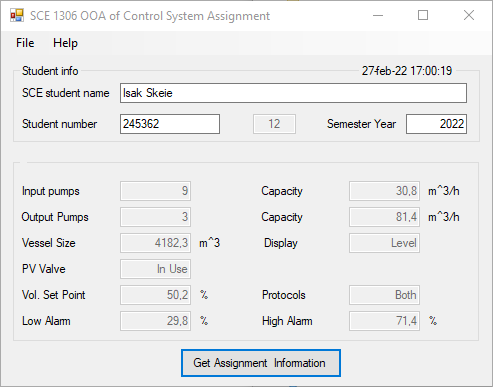 SCE 1306 OOA of Control System Assignment
File Help
Student info 27-feb-22 17:00:19
SCE student name Isak Skeie
Student number 245362 12 Semester Year 2022
Input pumps 9 Capacity 30,8 m^3/h
Output Pumps 3 Capacity 81,4 m^3/h
Vessel Size 4182,3 m^3 Display Level
PV Valve In Use
Vol. Set Point 50,2 % Protocols Both
Low Alarm 29,8 % High Alarm 71,4 %
Get Assignment Information